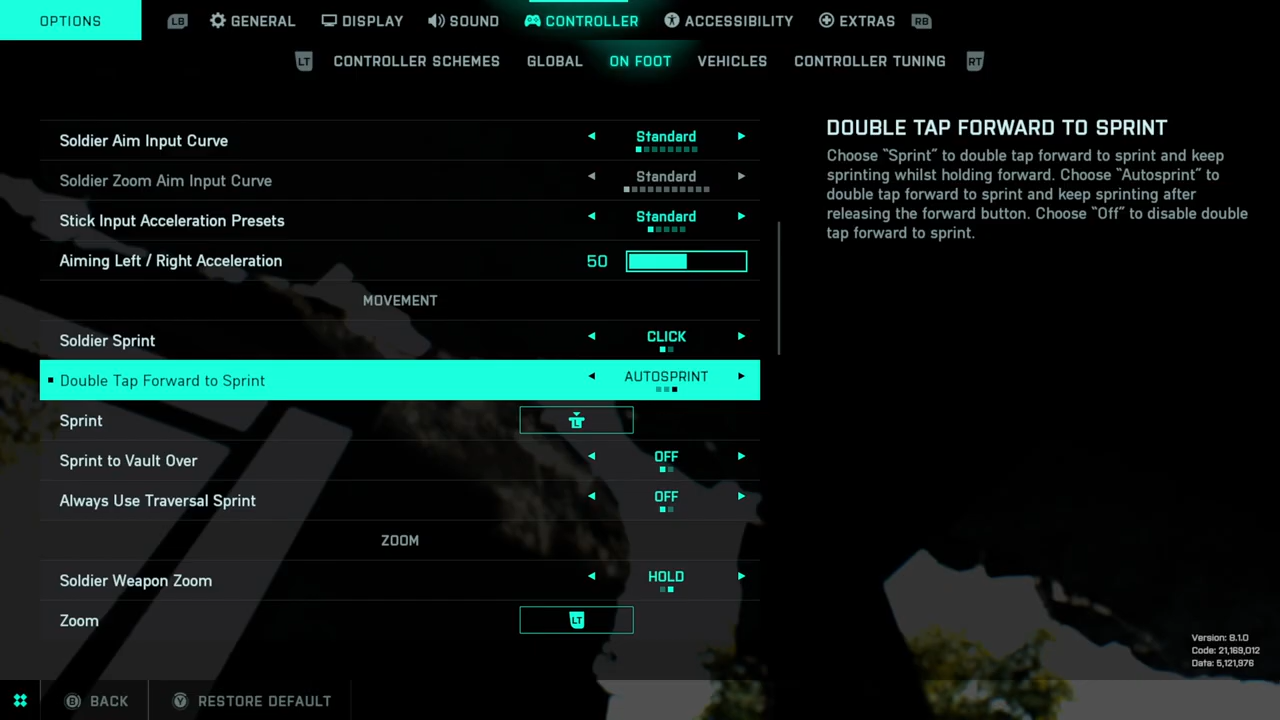 OPTIONS
LB GENERAL DISPLAY SOUND CONTROLLER ACCESSIBILITY EXTRAS RB
LT CONTROLLER SCHEMES GLOBAL ON FOOT VEHICLES CONTROLLER TUNING RT
Soldier Aim Input Curve Standard
Soldier Zoom Aim Input Curve Standard
Stick Input Acceleration Presets Standard
Aiming Left / Right Acceleration 50
MOVEMENT
Soldier Sprint CLICK
Double Tap Forward to Sprint AUTOSPRINT
Sprint L
Sprint to Vault Over OFF
Always Use Traversal Sprint OFF
ZOOM
Soldier Weapon Zoom HOLD
Zoom LT
DOUBLE TAP FORWARD TO SPRINT
Choose “Sprint” to double tap forward to sprint and keep
sprinting whilst holding forward. Choose “Autosprint” to
double tap forward to sprint and keep sprinting after
releasing the forward button. Choose “Off” to disable double
tap forward to sprint.
Version: 8.1.0
Code: 21,169,012
Data: 5,121,976
B BACK Y RESTORE DEFAULT